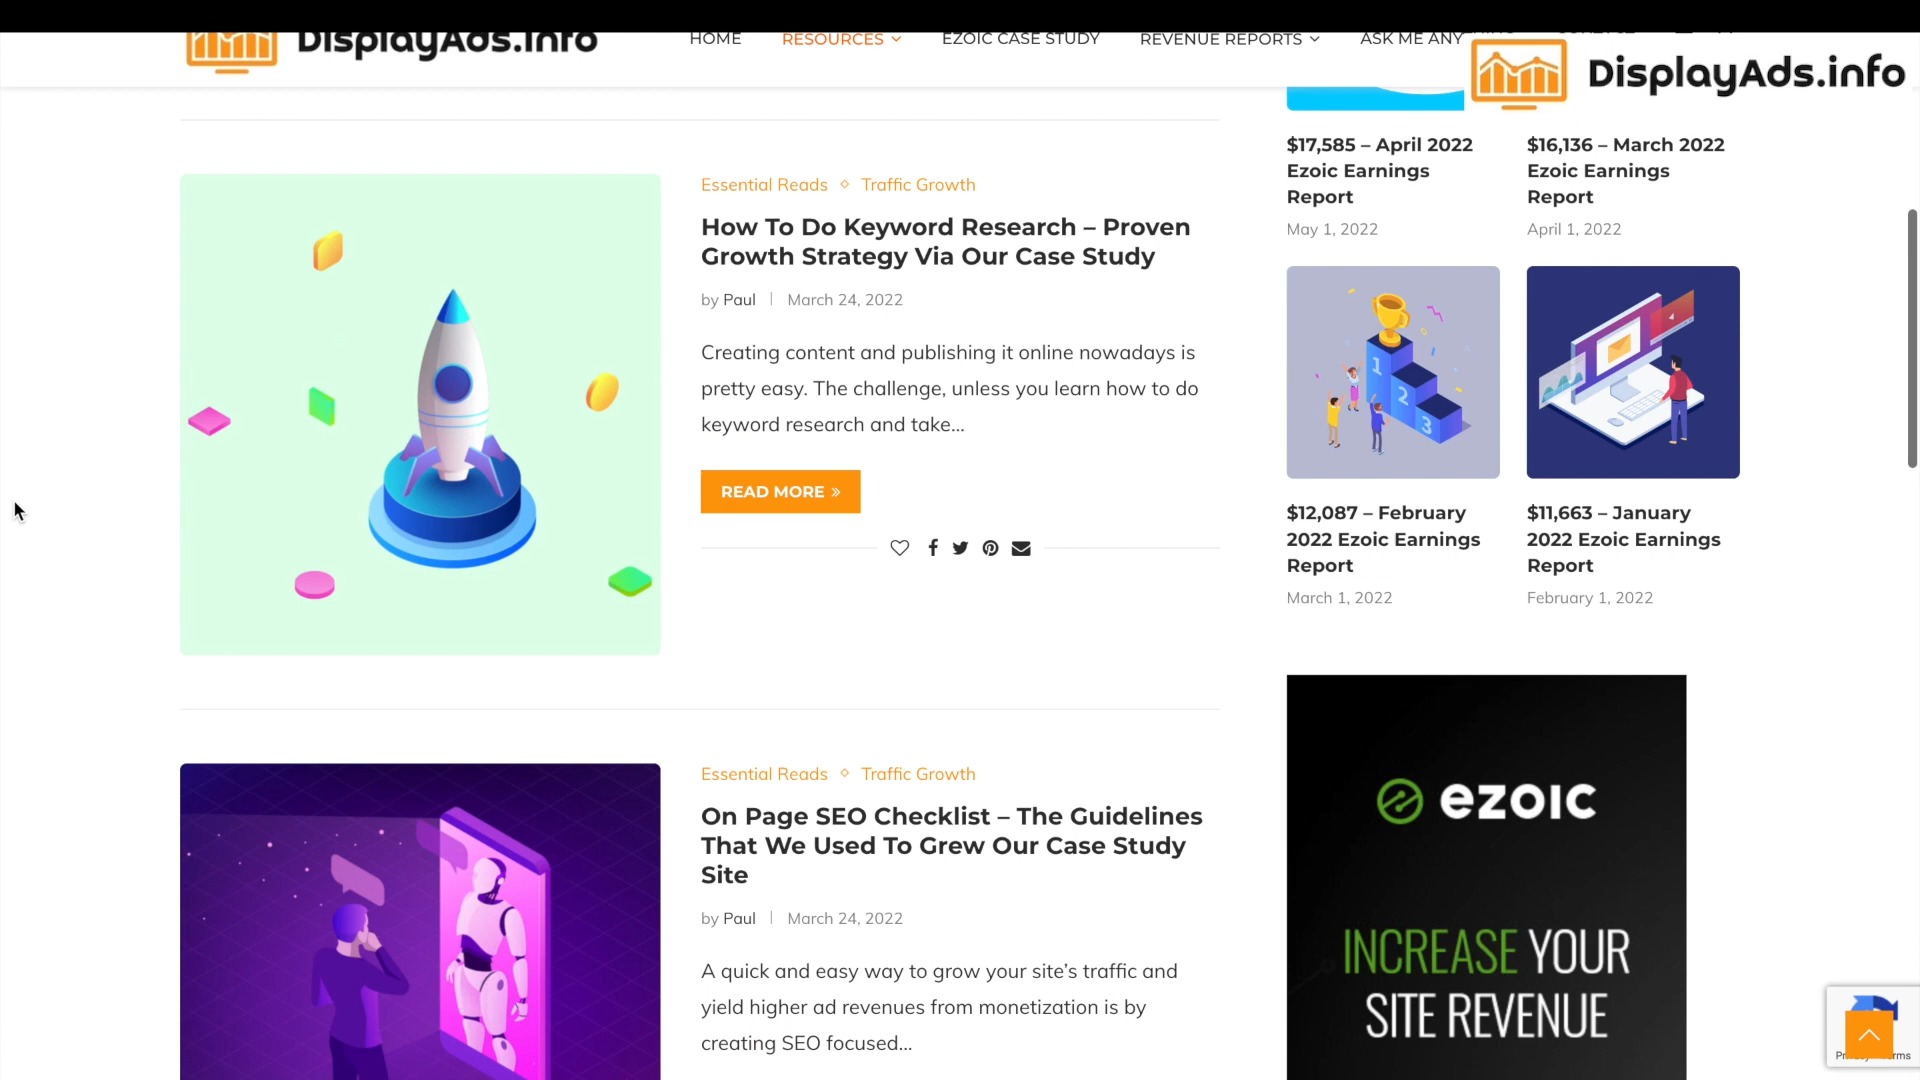 DisplayAds.info
HOME
RESOURCES
EZOIC CASE STUDY
REVENUE REPORTS
ASK ME ANY
DisplayAds.info
Essential Reads
Traffic Growth
How To Do Keyword Research – Proven
Growth Strategy Via Our Case Study
by Paul
March 24, 2022
Creating content and publishing it online nowadays is
pretty easy. The challenge, unless you learn how to do
keyword research and take...
READ MORE »
Essential Reads
Traffic Growth
On Page SEO Checklist – The Guidelines
That We Used To Grew Our Case Study
Site
by Paul
March 24, 2022
A quick and easy way to grow your site's traffic and
yield higher ad revenues from monetization is by
creating SEO focused...
$17,585 – April 2022
Ezoic Earnings
Report
May 1, 2022
$16,136 – March 2022
Ezoic Earnings
Report
April 1, 2022
1
2
3
$12,087 – February
2022 Ezoic Earnings
Report
March 1, 2022
$11,663 – January
2022 Ezoic Earnings
Report
February 1, 2022
ezoic
INCREASE YOUR
SITE REVENUE